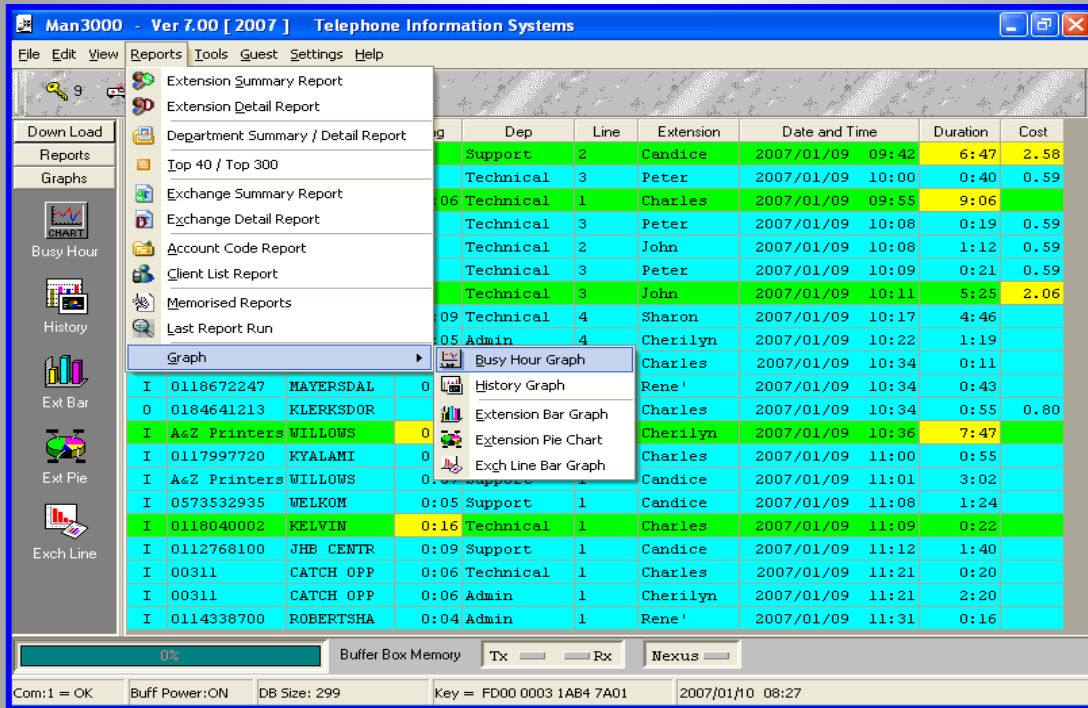 Man3000 - Ver 7.00 [ 2007 ] Telephone Information Systems
File Edit View Reports Tools Guest Settings Help
9
Extension Summary Report
Extension Detail Report
Department Summary / Detail Report
Top 40 / Top 300
Exchange Summary Report
Exchange Detail Report
Account Code Report
Client List Report
Memorised Reports
Last Report Run
Graph
Busy Hour Graph
History Graph
Extension Bar Graph
Extension Pie Chart
Exch Line Bar Graph
Down Load
Reports
Graphs
CHART
Busy Hour
History
Ext Bar
Ext Pie
Exch Line
g Dep Line Extension Date and Time Duration Cost
Support 2 Candice 2007/01/09 09:42 6:47 2.58
Technical 3 Peter 2007/01/09 10:00 0:40 0.59
:06 Technical 1 Charles 2007/01/09 09:55 9:06
Technical 3 Peter 2007/01/09 10:08 0:19 0.59
Technical 2 John 2007/01/09 10:08 1:12 0.59
Technical 3 Peter 2007/01/09 10:09 0:21 0.59
Technical 3 John 2007/01/09 10:11 5:25 2.06
:09 Technical 4 Sharon 2007/01/09 10:17 4:46
:05 Admin 4 Cherilyn 2007/01/09 10:22 1:19
Charles 2007/01/09 10:34 0:11
I 0118672247 MAYERSDAL 0 Rene' 2007/01/09 10:34 0:43
O 0184641213 KLERKSDOR Charles 2007/01/09 10:34 0:55 0.80
I A&Z Printers WILLOWS 0 Cherilyn 2007/01/09 10:36 7:47
I 0117997720 KYALAMI 0 Charles 2007/01/09 11:00 0:55
I A&Z Printers WILLOWS Candice 2007/01/09 11:01 3:02
I 0573532935 WELKOM 0:05 Support 1 Candice 2007/01/09 11:08 1:24
I 0118040002 KELVIN 0:16 Technical 1 Charles 2007/01/09 11:09 0:22
I 0112768100 JHB CENTR 0:09 Support 1 Candice 2007/01/09 11:12 1:40
I 00311 CATCH OPP 0:06 Technical 1 Charles 2007/01/09 11:21 0:20
I 00311 CATCH OPP 0:06 Admin 1 Cherilyn 2007/01/09 11:21 2:20
I 0114338700 ROBERTSHA 0:04 Admin 1 Rene' 2007/01/09 11:31 0:16
0% Buffer Box Memory Tx Rx Nexus
Com:1 = OK Buff Power:ON DB Size: 299 Key = FD00 0003 1AB4 7A01 2007/01/10 08:27